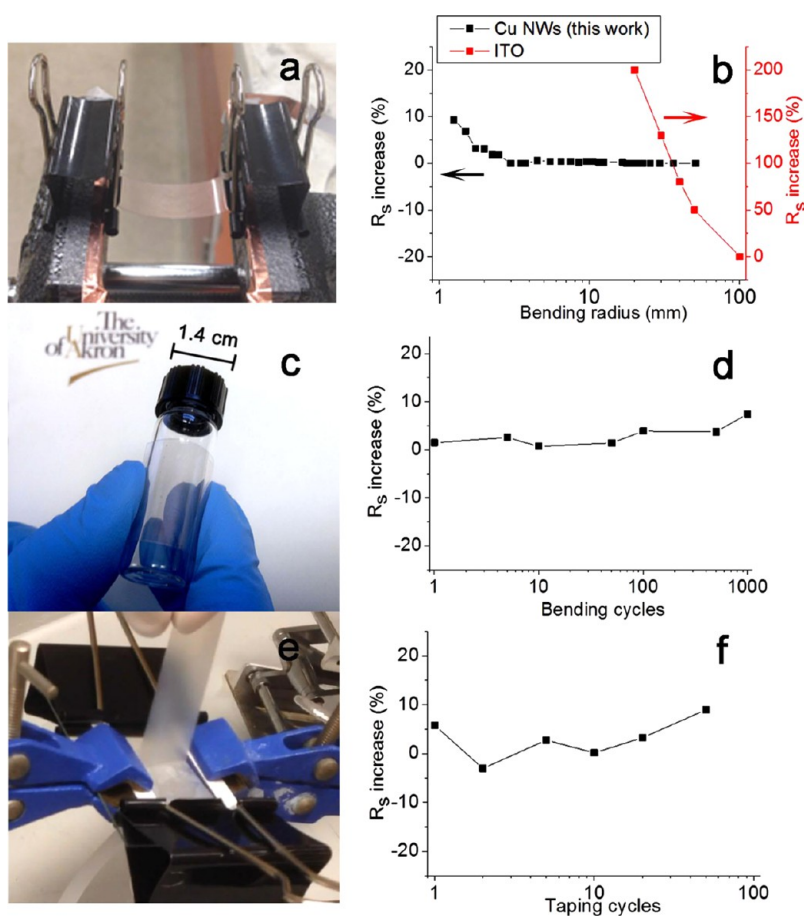 a
Cu NWs (this work)
ITO
b
20
10
0
-10
-20
Rs increase (%)
200
150
100
50
0
Rs increase (%)
1
10
100
Bending radius (mm)
The
University
of Akron
1.4 cm
c
d
20
10
0
-10
-20
Rs increase (%)
1
10
100
1000
Bending cycles
e
f
20
10
0
-10
-20
Rs increase (%)
1
10
100
Taping cycles